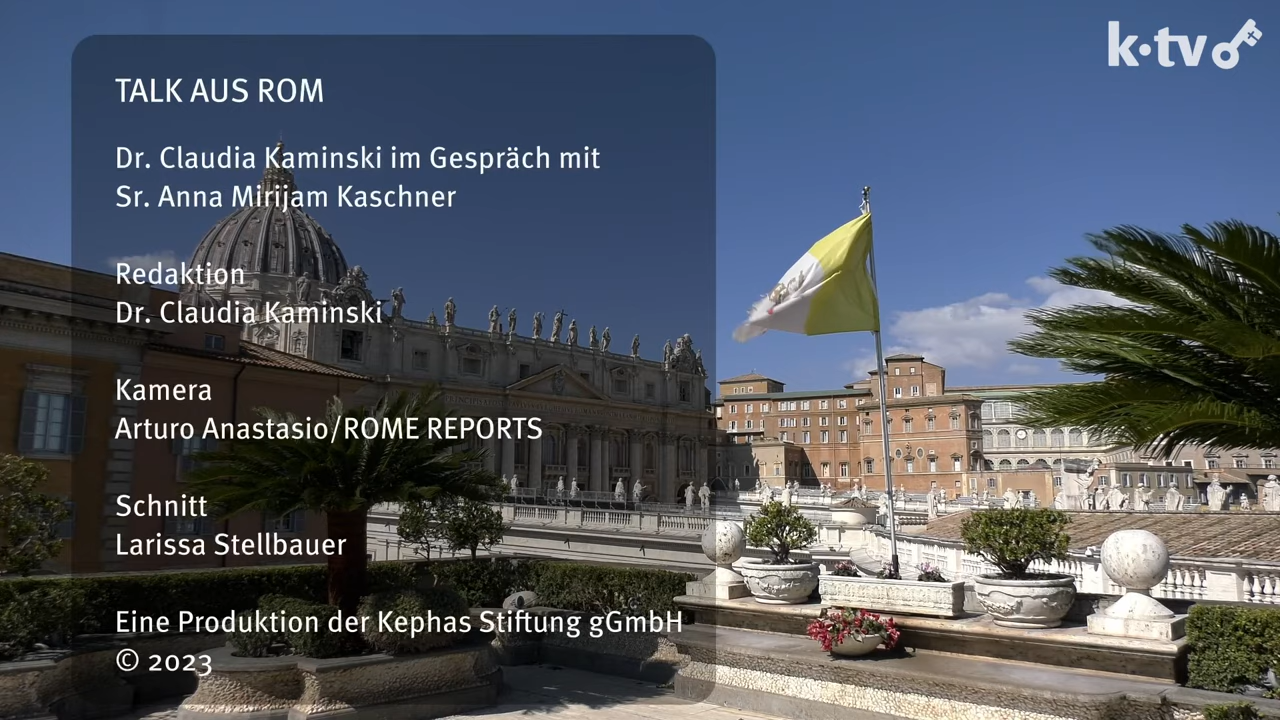 k·tv
TALK AUS ROM
Dr. Claudia Kaminski im Gespräch mit
Sr. Anna Mirijam Kaschner
Redaktion
Dr. Claudia Kaminski
Kamera
Arturo Anastasio/ROME REPORTS
Schnitt
Larissa Stellbauer
Eine Produktion der Kephas Stiftung gGmbH
© 2023